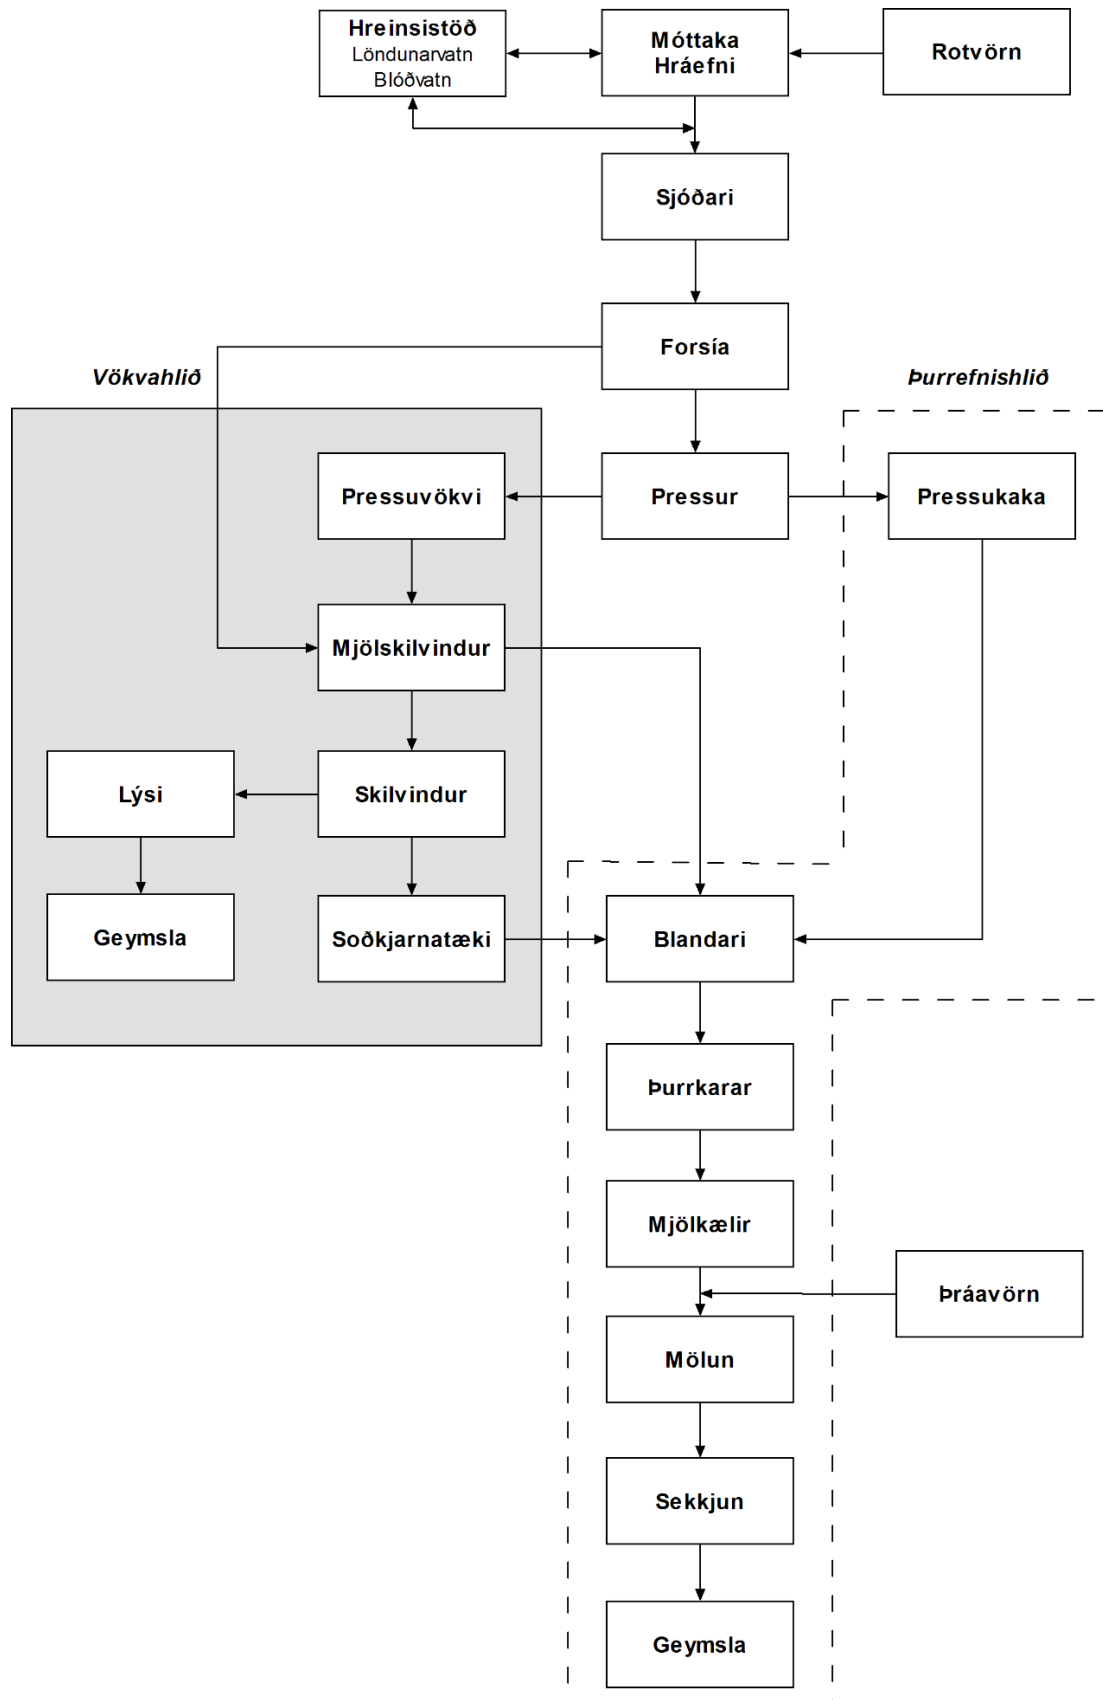 Hreinsistöð
Löndunarvatn
Blóðvatn
Móttaka
Hráefni
Rotvörn
Sjóðari
Forsía
Vökvahlið
Þurrefnishlið
Pressuvökvi
Pressur
Pressukaka
Mjölskilvindur
Lýsi
Skilvindur
Geymsla
Soðkjarnatæki
Blandari
Þurrkarar
Mjölkælir
Þráavörn
Mölun
Sekkjun
Geymsla